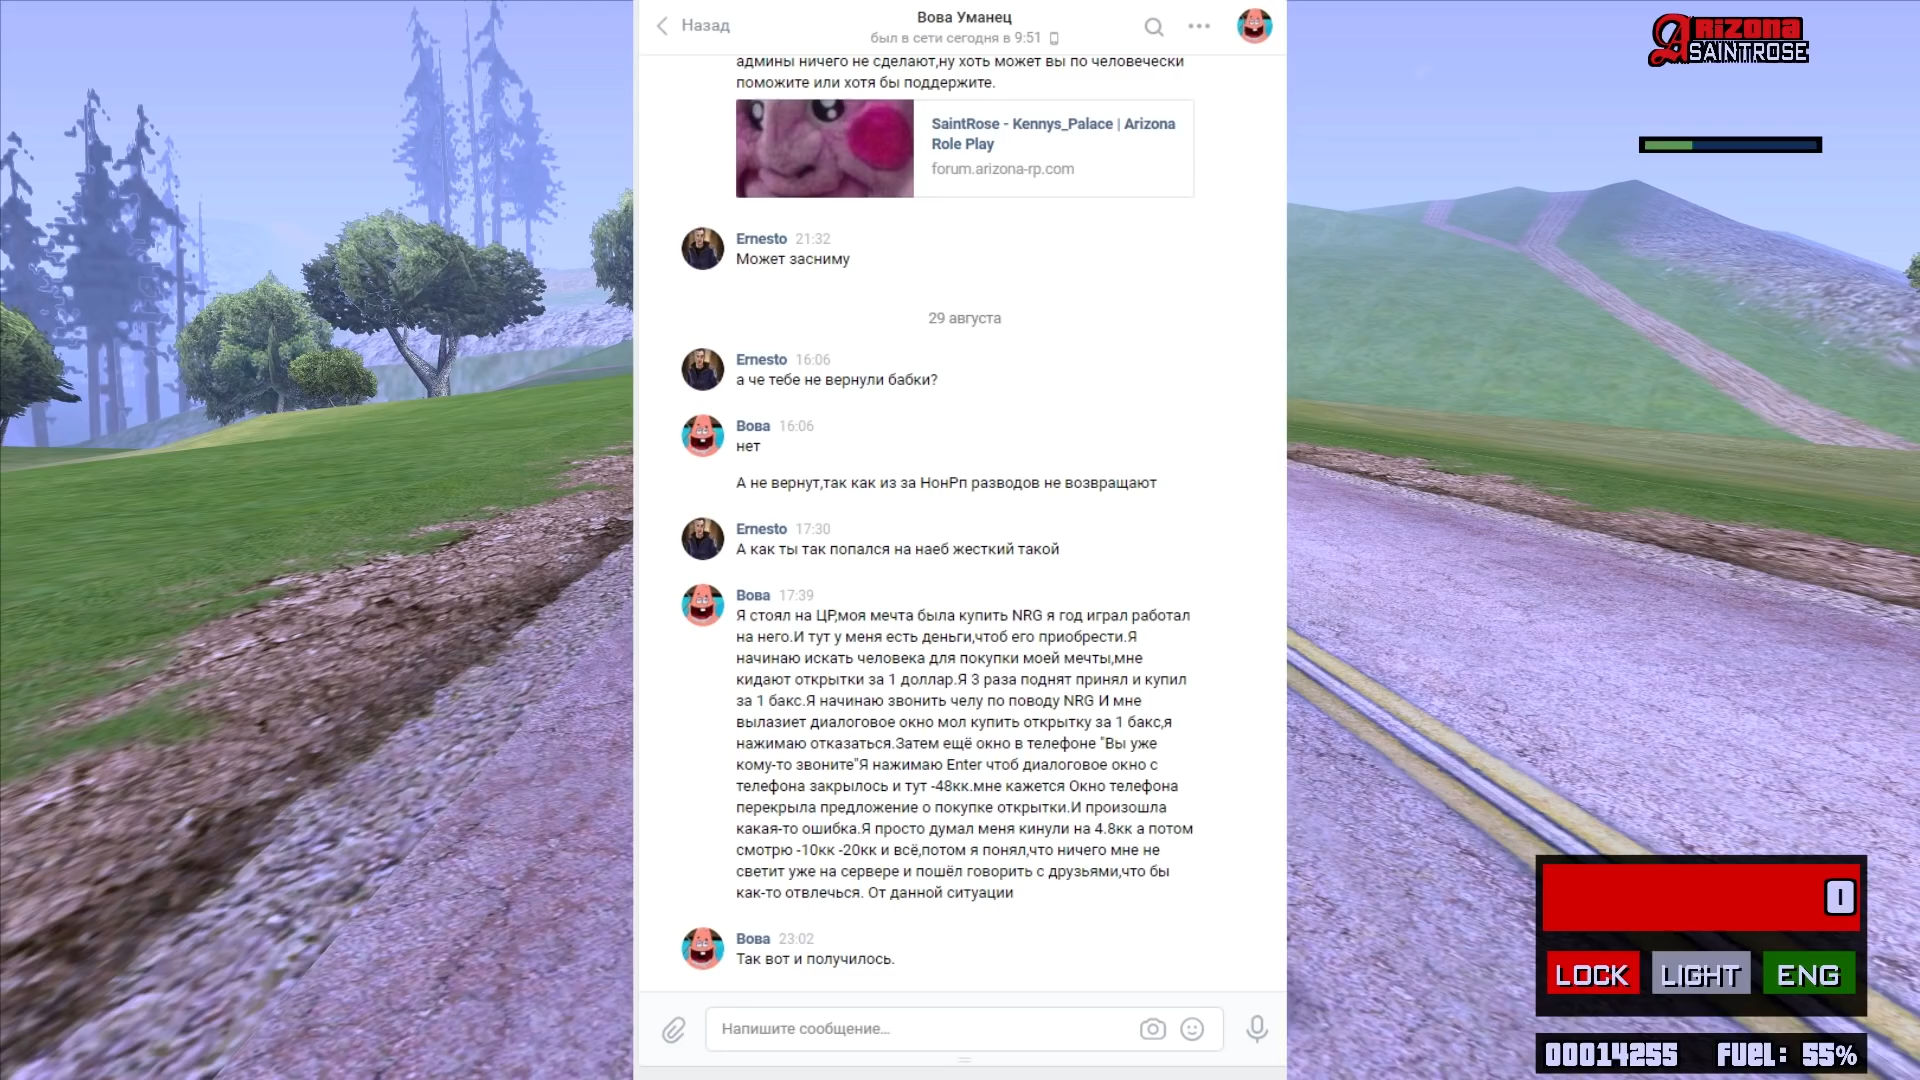 Назад
Вова Уманец
был в сети сегодня в 9:51
Arizona
SAINTROSE
админы ничего не сделают,ну хоть может вы по человечески
поможите или хотя бы поддержите.
SaintRose - Kennys_Palace | Arizona
Role Play
forum.arizona-rp.com
Ernesto 21:32
Может засниму
29 августа
Ernesto 16:06
а че тебе не вернули бабки?
Вова 16:06
нет
А не вернут,так как из за НонРп разводов не возвращают
Ernesto 17:30
А как ты так попался на наеб жесткий такой
Вова 17:39
Я стоял на ЦР,моя мечта была купить NRG я год играл работал
на него.И тут у меня есть деньги,чтоб его приобрести.Я
начинаю искать человека для покупки моей мечты,мне
кидают открытки за 1 доллар.Я 3 раза поднят принял и купил
за 1 бакс.Я начинаю звонить челу по поводу NRG И мне
вылазиет диалоговое окно мол купить открытку за 1 бакс,я
нажимаю отказаться.Затем ещё окно в телефоне "Вы уже
кому-то звоните"Я нажимаю Enter чтоб диалоговое окно с
телефона закрылось и тут -48кк.мне кажется Окно телефона
перекрыла предложение о покупке открытки.И произошла
какая-то ошибка.Я просто думал меня кинули на 4.8кк а потом
смотрю -10кк -20кк и всё,потом я понял,что ничего мне не
светит уже на сервере и пошёл говорить с друзьями,что бы
как-то отвлечься. От данной ситуации
Вова 23:02
Так вот и получилось.
Напишите сообщение...
LOCK LIGHT ENG
00014255 FUEL: 55%